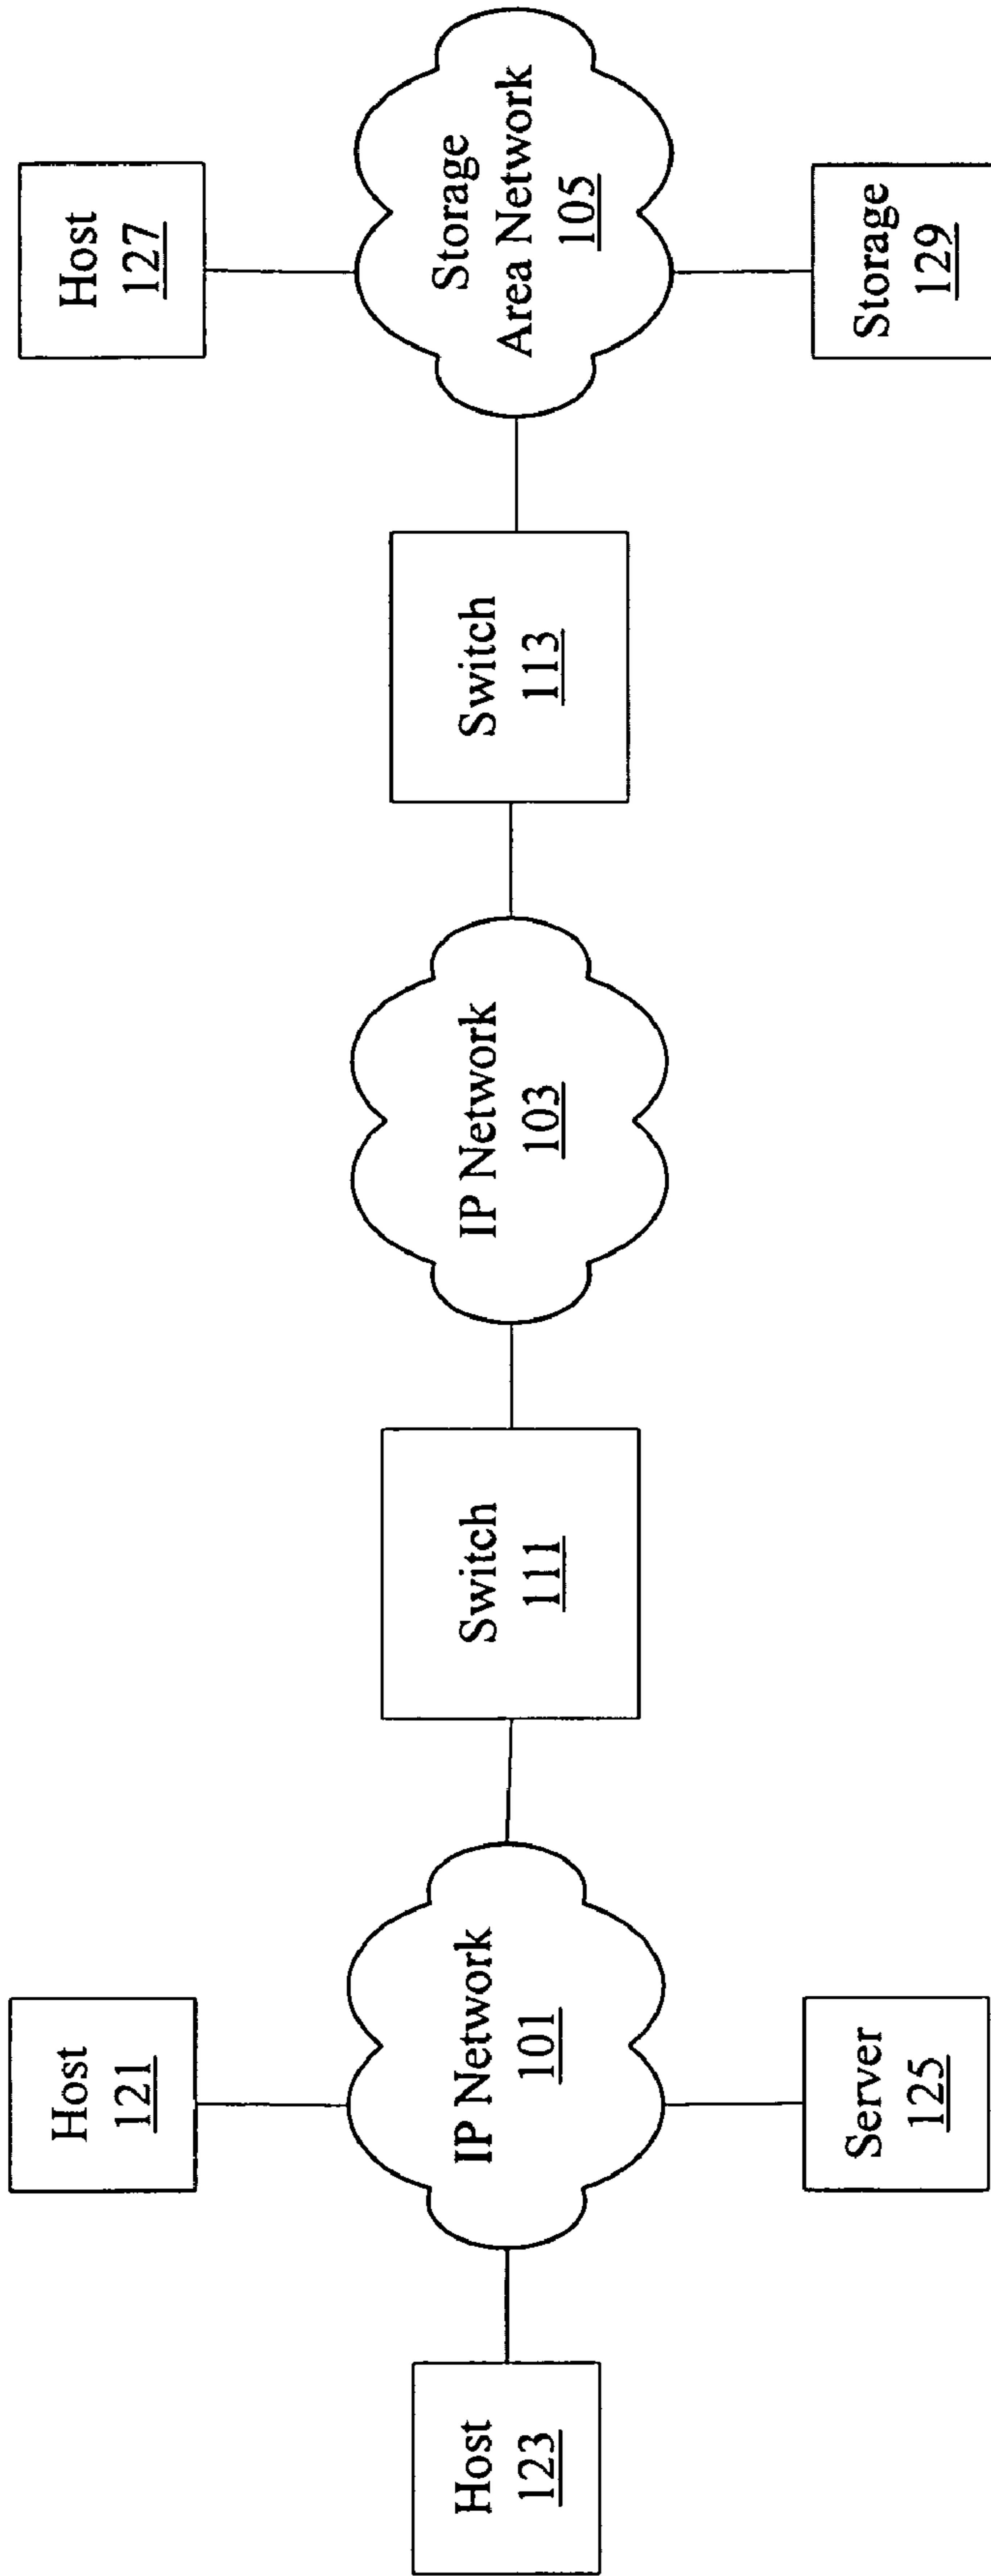 Host
121
Host
127
Host
123
IP Network
101
Switch
111
IP Network
103
Switch
113
Storage
Area Network
105
Server
125
Storage
129